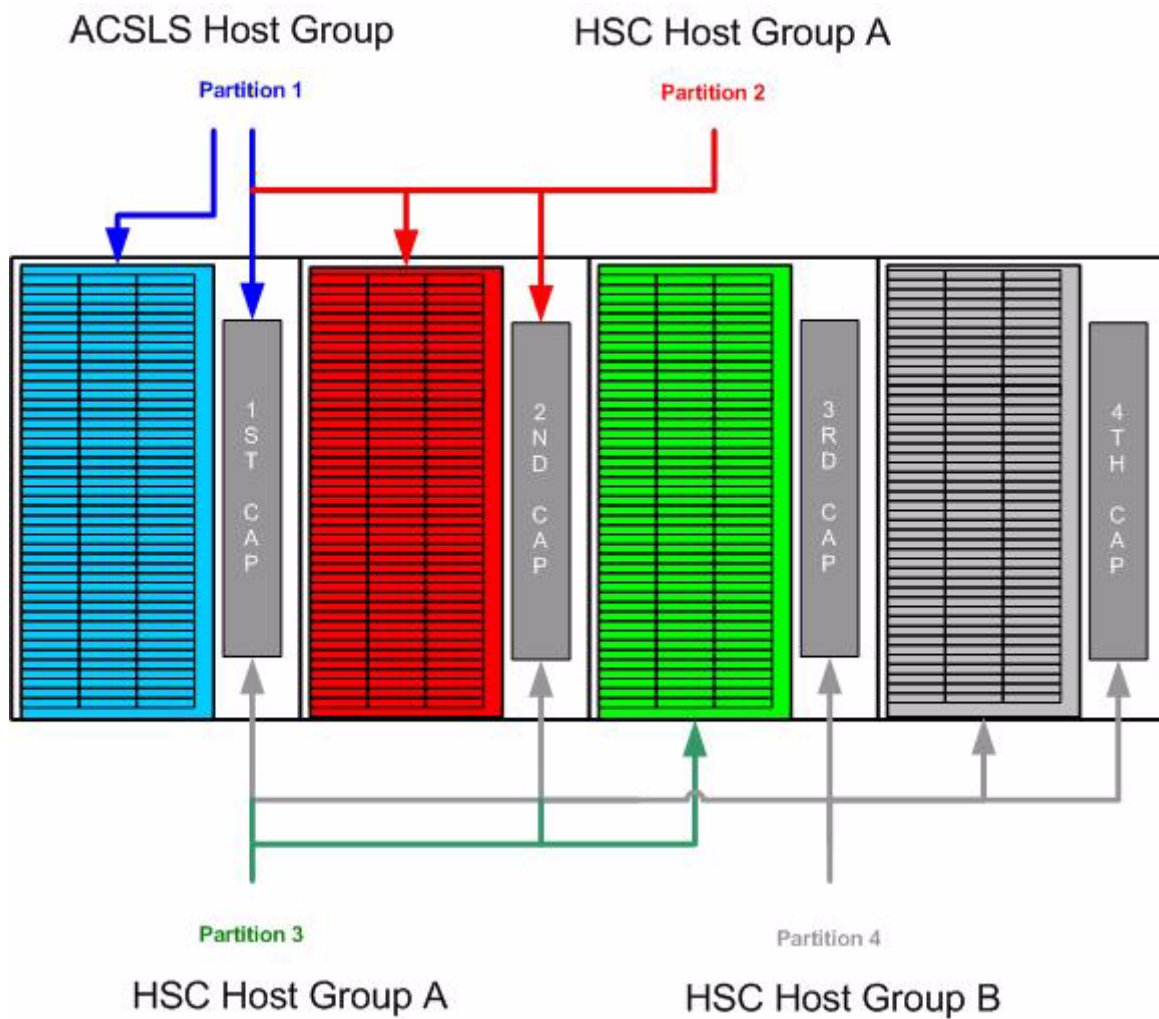 ACSLS Host Group
HSC Host Group A
Partition 1
Partition 2
1ST CAP
2ND CAP
3RD CAP
4TH CAP
Partition 3
Partition 4
HSC Host Group A
HSC Host Group B